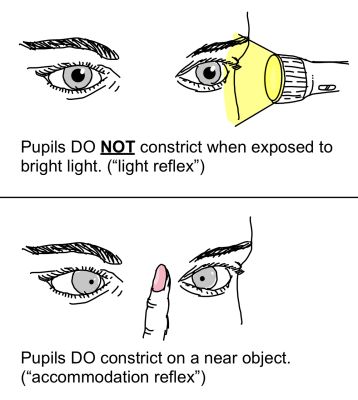 Pupils DO NOT constrict when exposed to
bright light. (“light reflex”)
Pupils DO constrict on a near object.
(“accommodation reflex”)